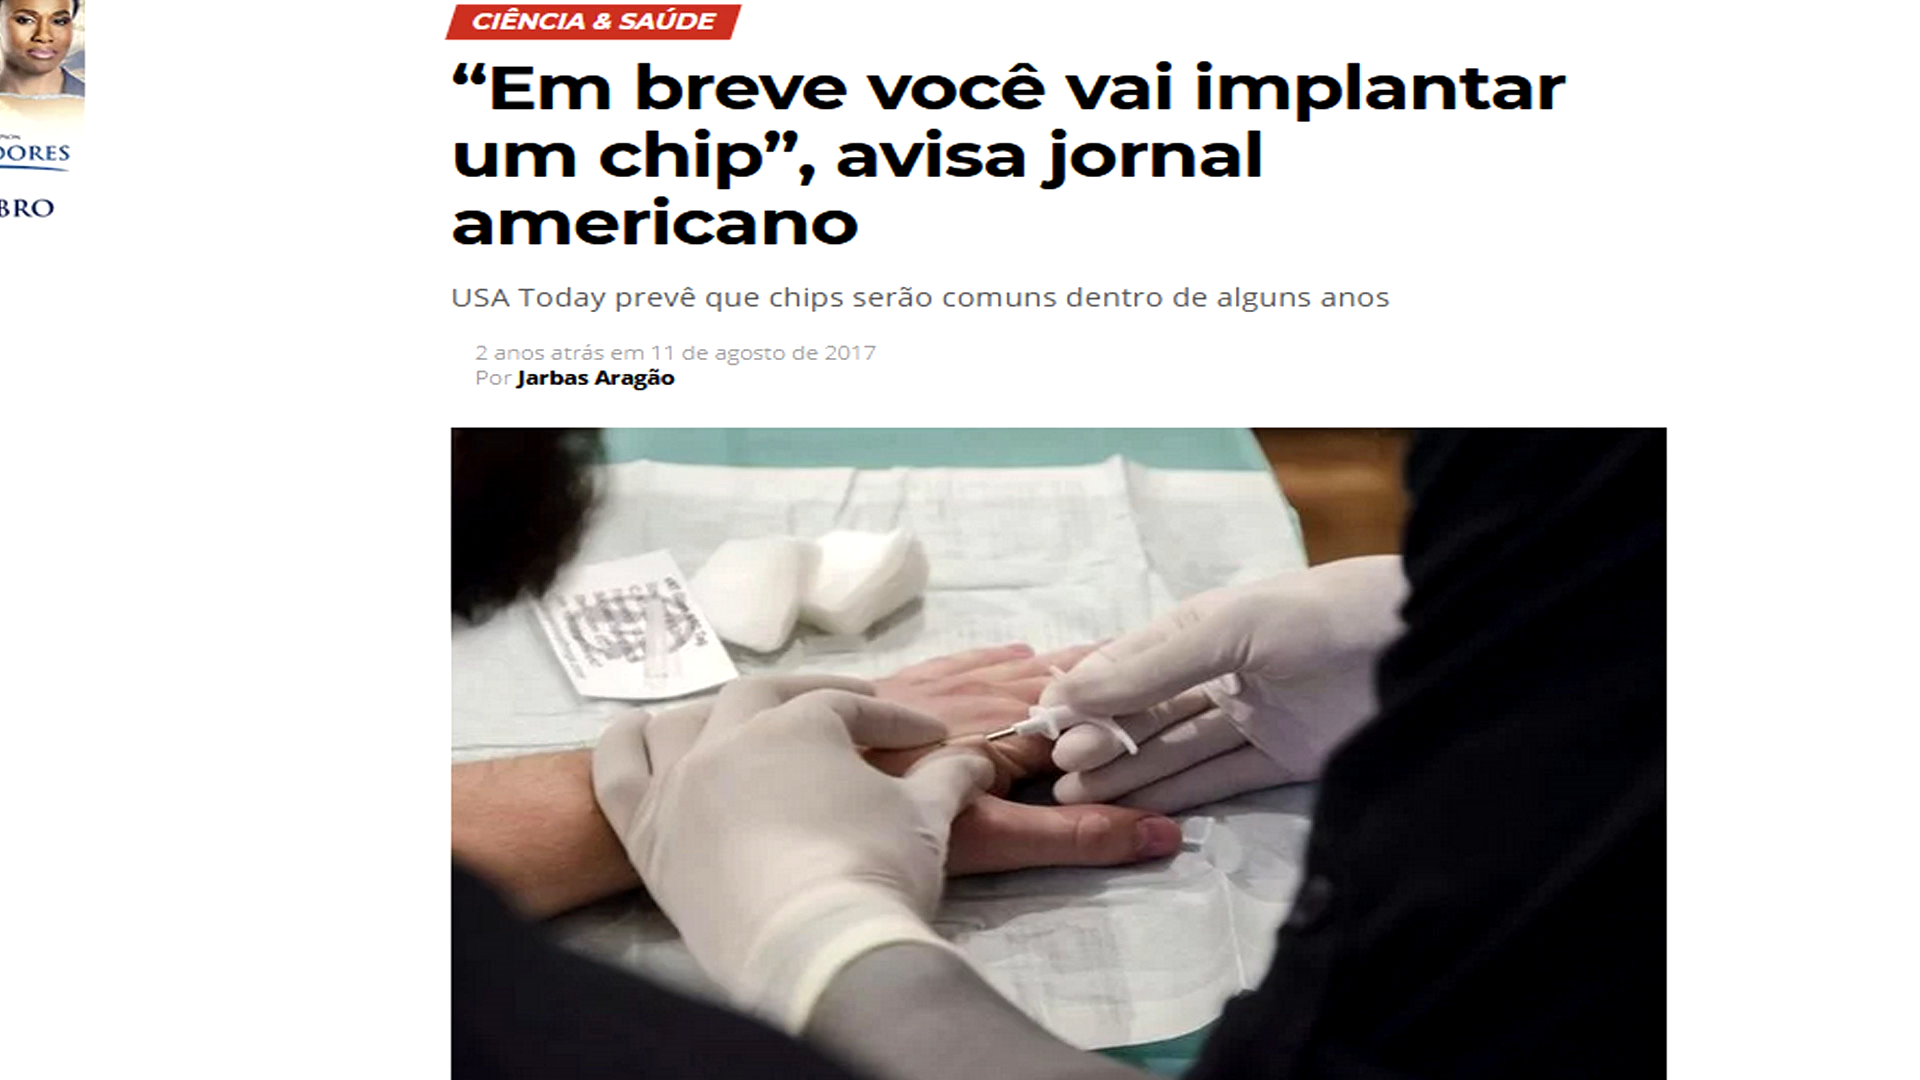 CIÊNCIA & SAÚDE
“Em breve você vai implantar
um chip”, avisa jornal
americano
USA Today prevê que chips serão comuns dentro de alguns anos
2 anos atrás em 11 de agosto de 2017
Por Jarbas Aragão
DORES
BRO